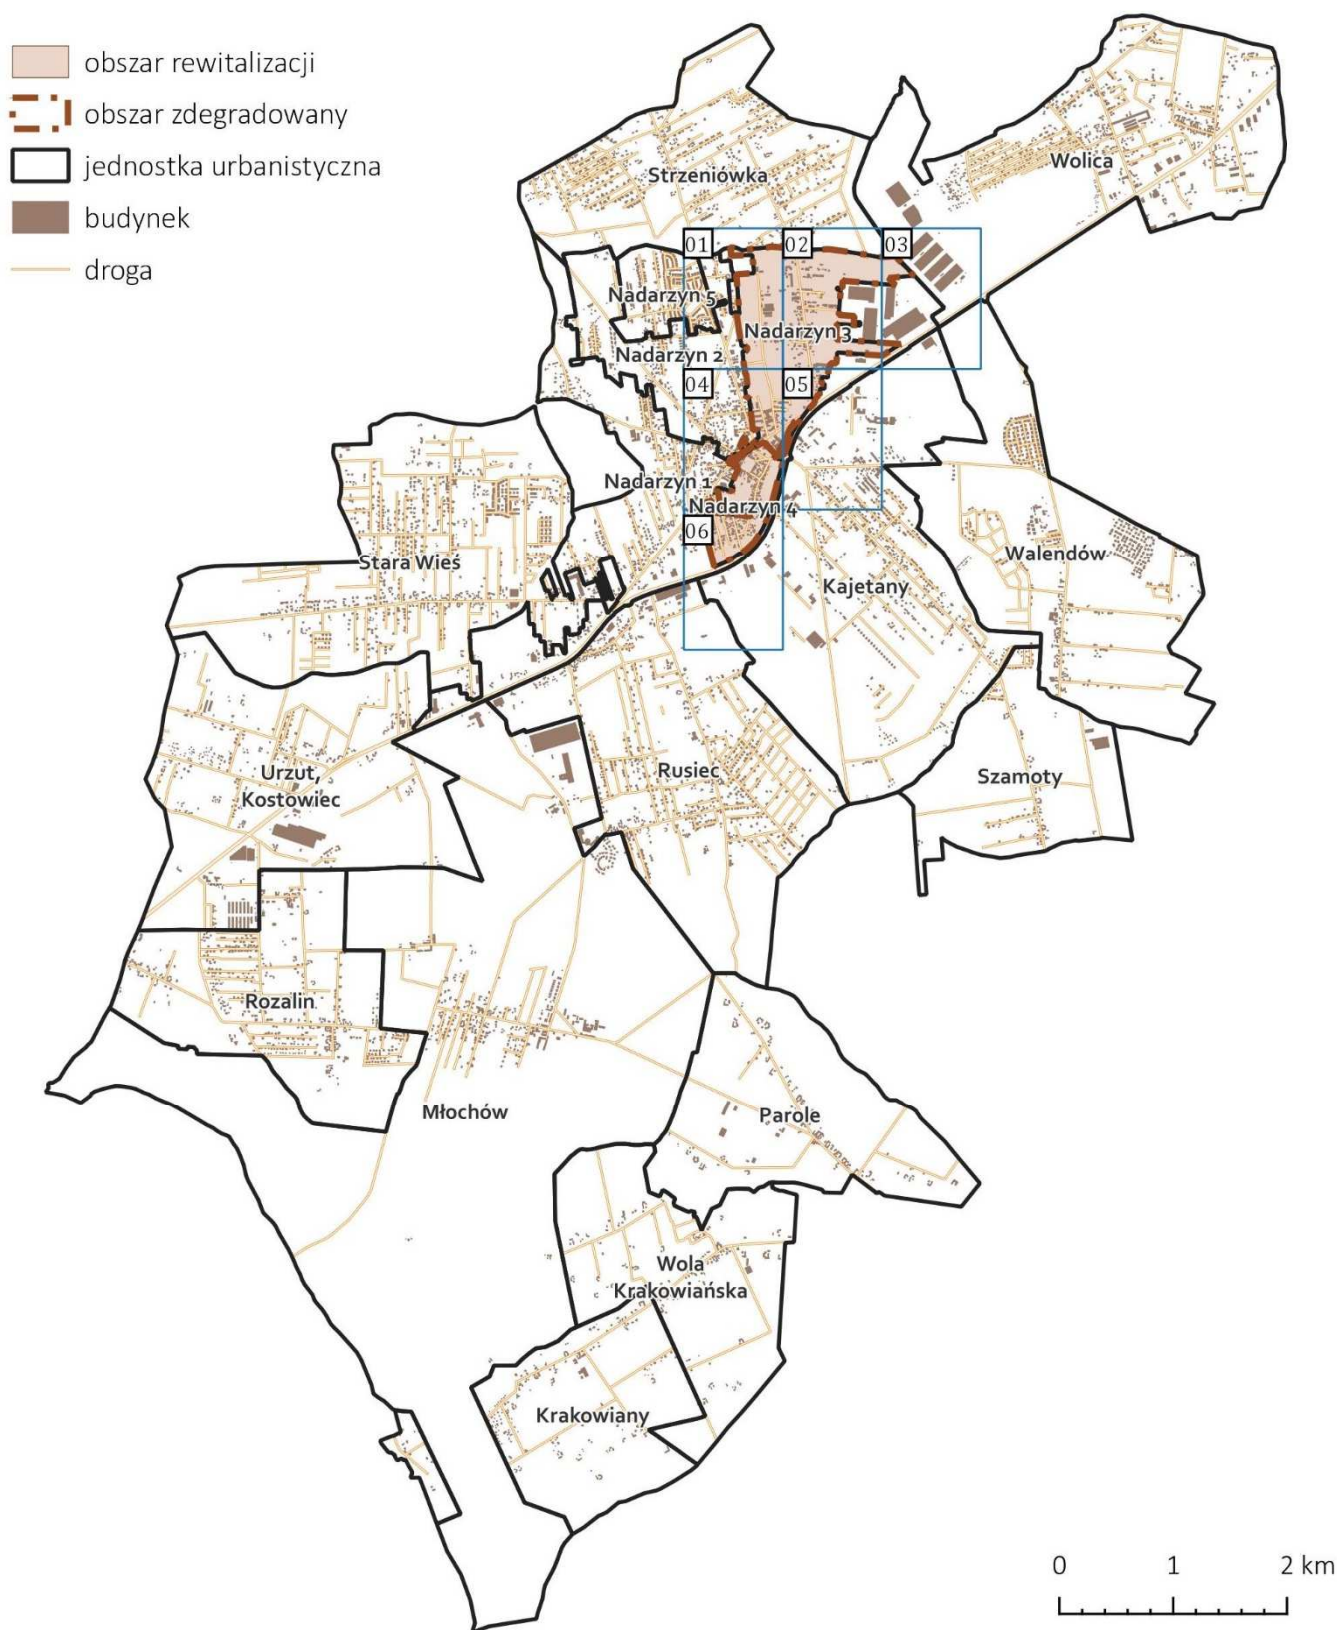 obszar rewitalizacji
obszar zdegradowany
jednostka urbanistyczna
budynek
droga
Wolica
Strzeniówka
01
02
03
Nadarzyn 5
Nadarzyn 3
Nadarzyn 2
04
05
Nadarzyn 1
Nadarzyn 4
06
Stara Wieś
Walendów
Kajetany
Urzut,
Kostowiec
Rusiec
Szamoty
Rozalin
Młochów
Parole
Wola
Krakowiańska
Krakowiany
0 1 2 km